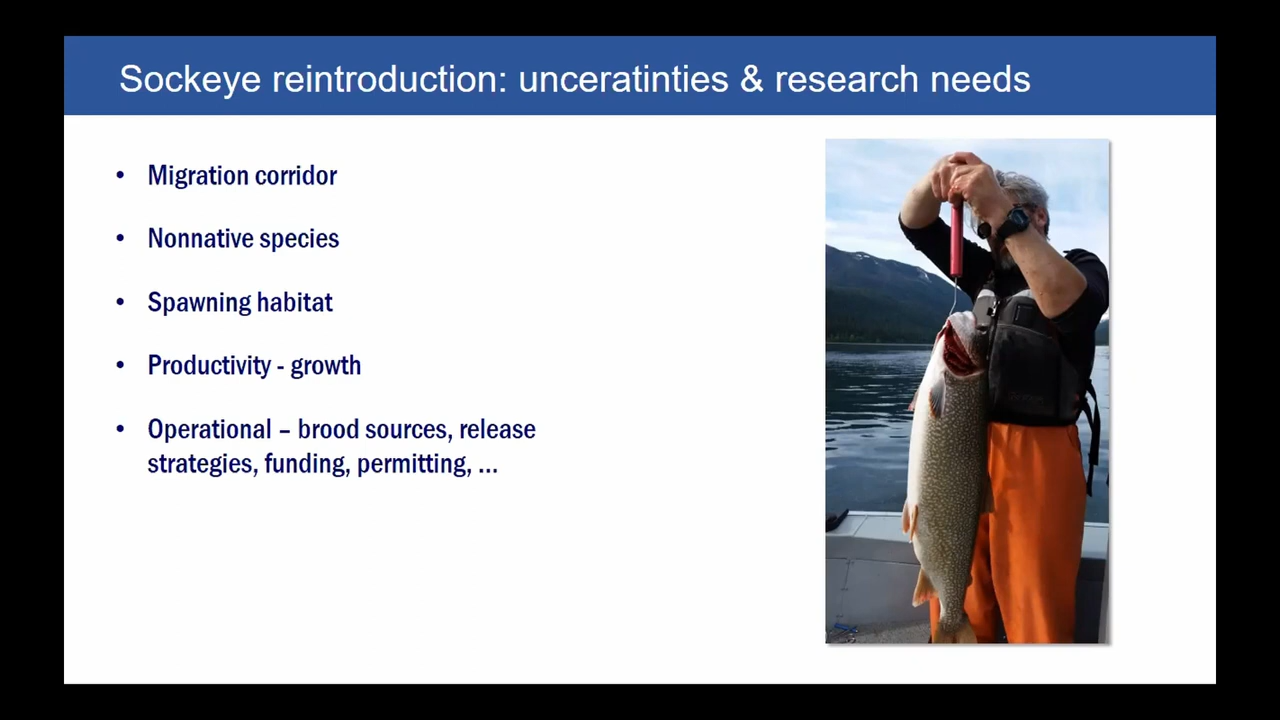 Sockeye reintroduction: unceratinties & research needs
• Migration corridor
• Nonnative species
• Spawning habitat
• Productivity - growth
• Operational – brood sources, release
strategies, funding, permitting, ...